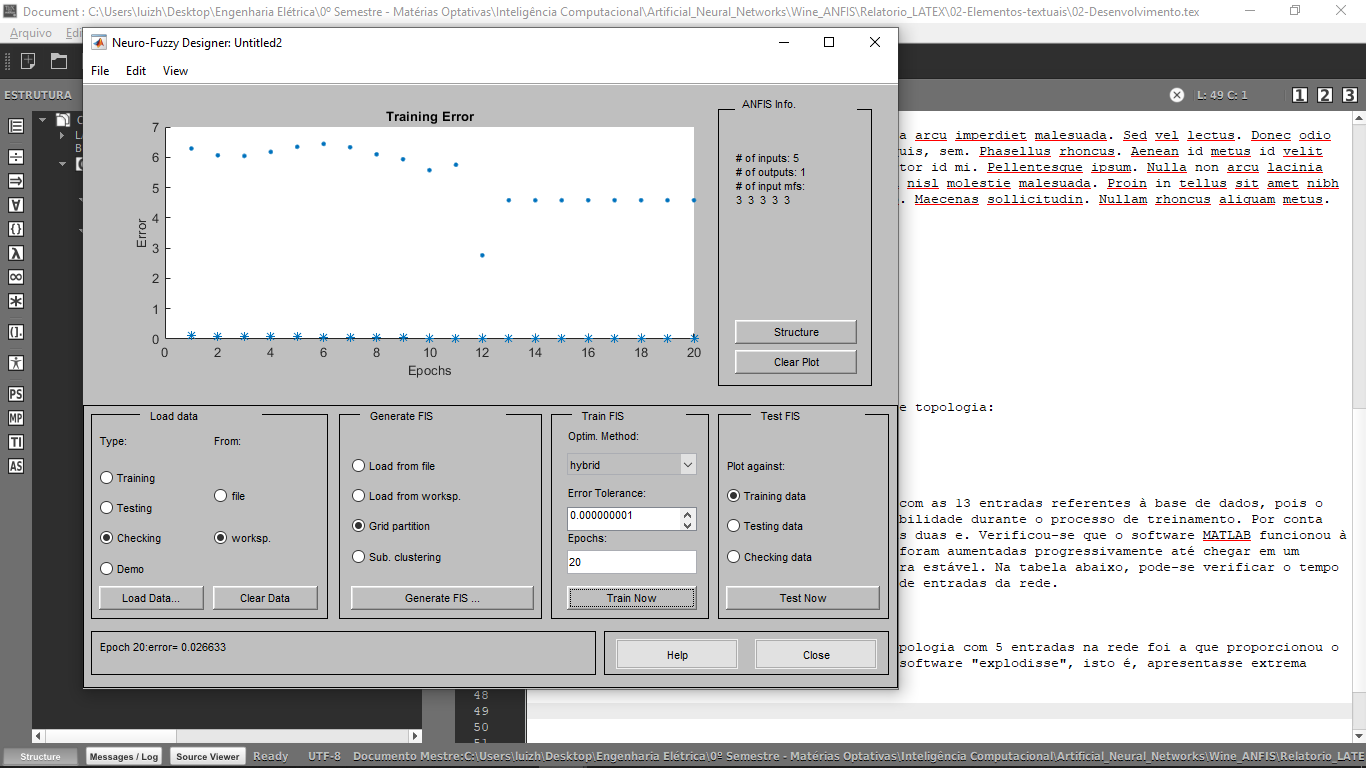 Document : C:\Users\luizh\Desktop\Engenharia Elétrica\0º Semestre - Matérias Optativas\Inteligência Computacional\Artificial_Neural_Networks\Wine_ANFIS\Relatorio_LATEX\02-Elementos-textuais\02-Desenvolvimento.tex
Arquivo Edi
Neuro-Fuzzy Designer: Untitled2
File Edit View
ESTRUTURA
L: 49 C: 1
1 2 3
Training Error
7
6
5
4
3
2
1
0
Error
0 2 4 6 8 10 12 14 16 18 20
Epochs
ANFIS Info.
# of inputs: 5
# of outputs: 1
# of input mfs:
3 3 3 3 3
Structure
Clear Plot
Load data
Type:
From:
Training
Testing
Checking
Demo
file
worksp.
Load Data...
Clear Data
Generate FIS
Load from file
Load from worksp.
Grid partition
Sub. clustering
Generate FIS ...
Train FIS
Optim. Method:
hybrid
Error Tolerance:
0.000000001
Epochs:
20
Train Now
Test FIS
Plot against:
Training data
Testing data
Checking data
Test Now
Epoch 20:error= 0.026633
Help
Close
a arcu imperdiet malesuada. Sed vel lectus. Donec odio
uis, sem. Phasellus rhoncus. Aenean id metus id velit
tor id mi. Pellentesque ipsum. Nulla non arcu lacinia
nisl molestie malesuada. Proin in tellus sit amet nibh
. Maecenas sollicitudin. Nullam rhoncus aliquam metus.
e topologia:
com as 13 entradas referentes à base de dados, pois o
bilidade durante o processo de treinamento. Por conta
s duas e. Verificou-se que o software MATLAB funcionou à
foram aumentadas progressivamente até chegar em um
ra estável. Na tabela abaixo, pode-se verificar o tempo
de entradas da rede.
pologia com 5 entradas na rede foi a que proporcionou o
software "explodisse", isto é, apresentasse extrema
48
49
50
PS
MP
TI
AS
Structure
Messages / Log
Source Viewer
Ready
UTF-8
Documento Mestre:C:\Users\luizh\Desktop\Engenharia Elétrica\0º Semestre - Matérias Optativas\Inteligência Computacional\Artificial_Neural_Networks\Wine_ANFIS\Relatorio_LATE